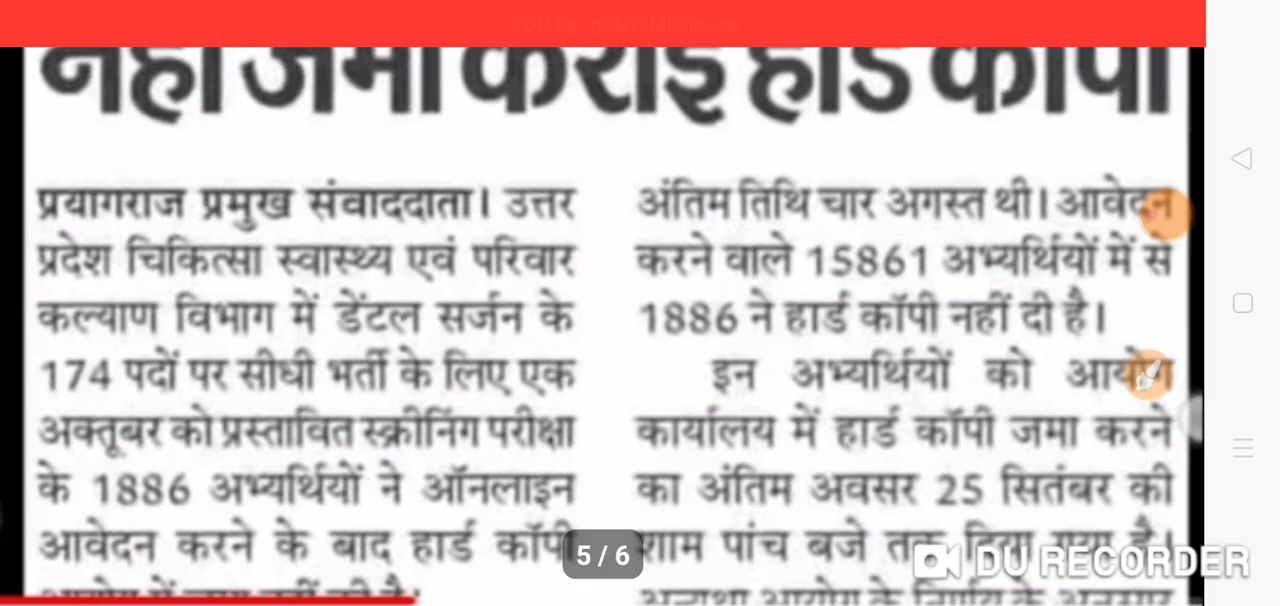 नहीं जमा कराई हार्ड कॉपी
प्रयागराज प्रमुख संवाददाता। उत्तर
प्रदेश चिकित्सा स्वास्थ्य एवं परिवार
कल्याण विभाग में डेंटल सर्जन के
174 पदों पर सीधी भर्ती के लिए एक
अक्तूबर को प्रस्तावित स्क्रीनिंग परीक्षा
के 1886 अभ्यर्थियों ने ऑनलाइन
आवेदन करने के बाद हार्ड कॉपी
अंतिम तिथि चार अगस्त थी। आवेदन
करने वाले 15861 अभ्यर्थियों में से
1886 ने हार्ड कॉपी नहीं दी है।
इन अभ्यर्थियों को आयोग
कार्यालय में हार्ड कॉपी जमा करने
का अंतिम अवसर 25 सितंबर की
शाम पांच बजे तक दिया गया है।
5 / 6
DU RECORDER